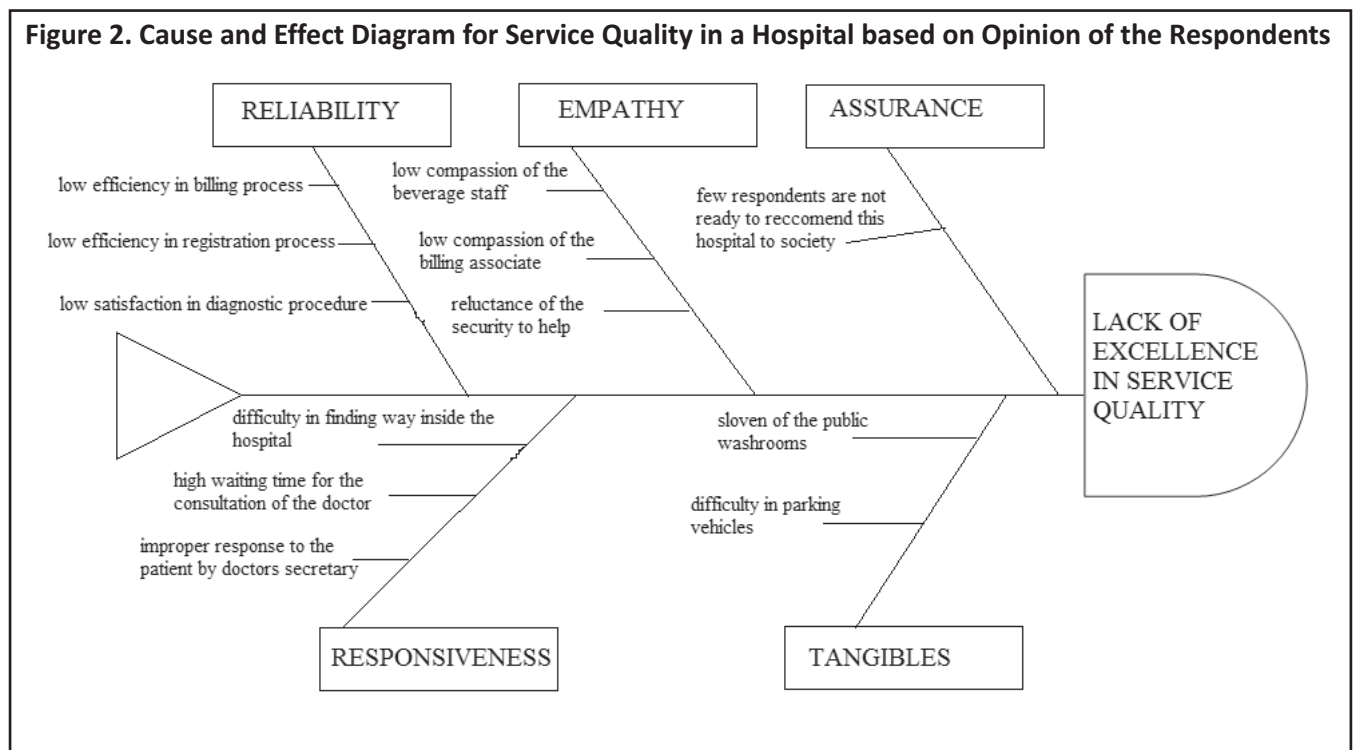 Figure 2. Cause and Effect Diagram for Service Quality in a Hospital based on Opinion of the Respondents
RELIABILITY
EMPATHY
ASSURANCE
low efficiency in billing process
low efficiency in registration process
low satisfaction in diagnostic procedure
low compassion of the
beverage staff
low compassion of the
billing associate
reluctance of the
security to help
few respondents are not
ready to reccomend this
hospital to society
LACK OF
EXCELLENCE
IN SERVICE
QUALITY
difficulty in finding way inside the
hospital
high waiting time for the
consultation of the doctor
improper response to the
patient by doctors secretary
sloven of the public
washrooms
difficulty in parking
vehicles
RESPONSIVENESS
TANGIBLES